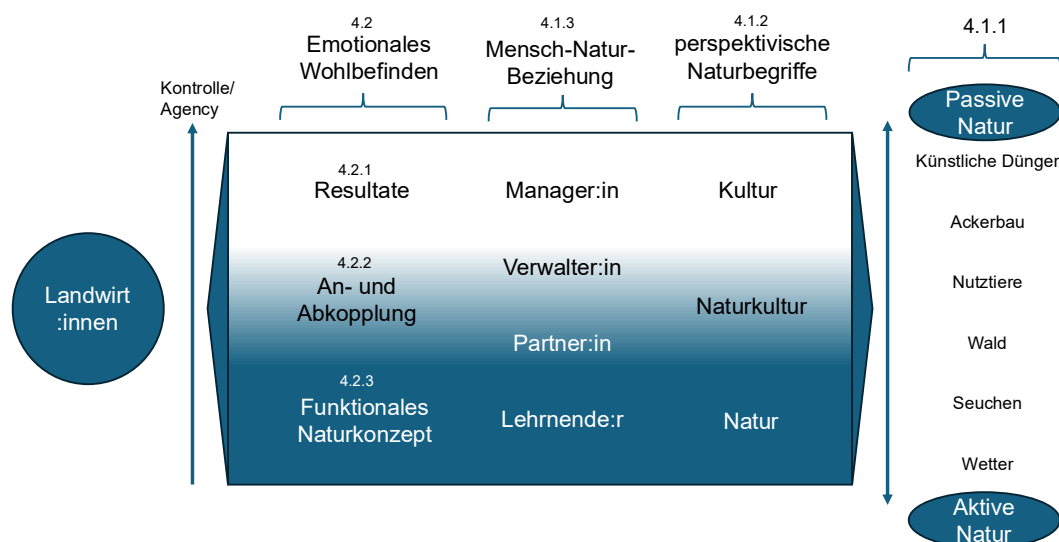 4.2
Emotionales
Wohlbefinden
4.1.3
Mensch-Natur-
Beziehung
4.1.2
perspektivische
Naturbegriffe
4.1.1
Kontrolle/
Agency
Passive
Natur
Künstliche Dünger
4.2.1
Resultate
Manager:in
Kultur
Ackerbau
4.2.2
An- und
Abkopplung
Verwalter:in
Naturkultur
Partner:in
Nutztiere
Landwirt
:innen
Wald
4.2.3
Funktionales
Naturkonzept
Lehrnende:r
Natur
Seuchen
Wetter
Aktive
Natur